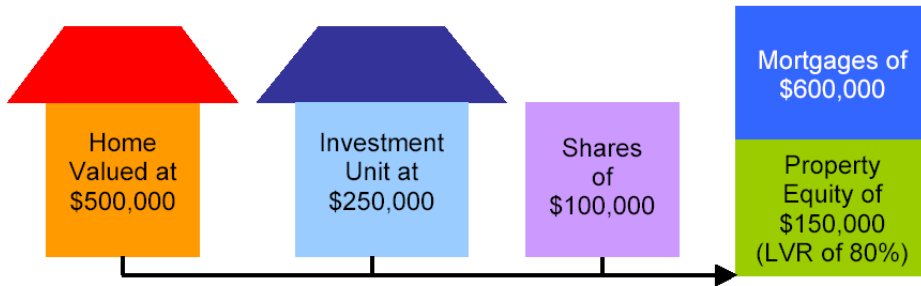 Home
Valued at
$500,000
Investment
Unit at
$250,000
Shares
of
$100,000
Mortgages of
$600,000
Property
Equity of
$150,000
(LVR of 80%)